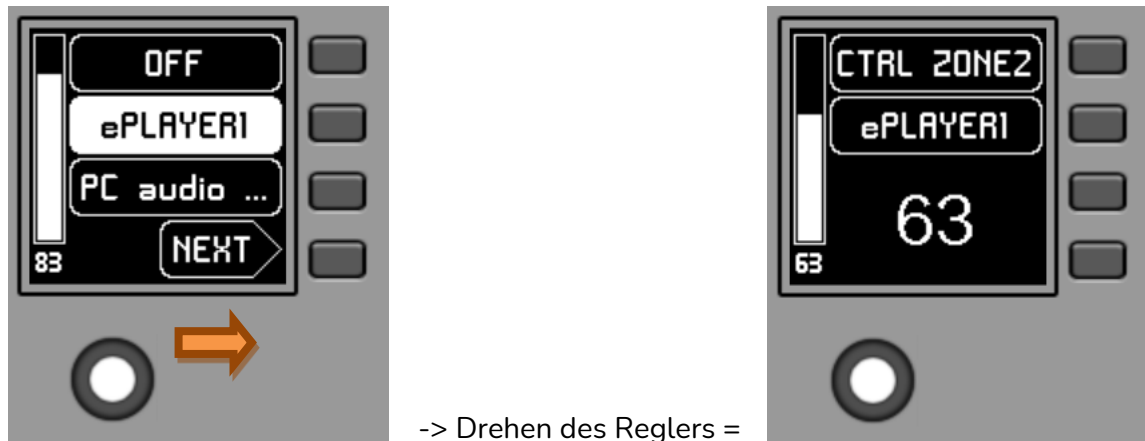 OFF
ePLAYER1
PC audio ...
NEXT
83
CTRL ZONE2
ePLAYER1
63
63
-> Drehen des Reglers =